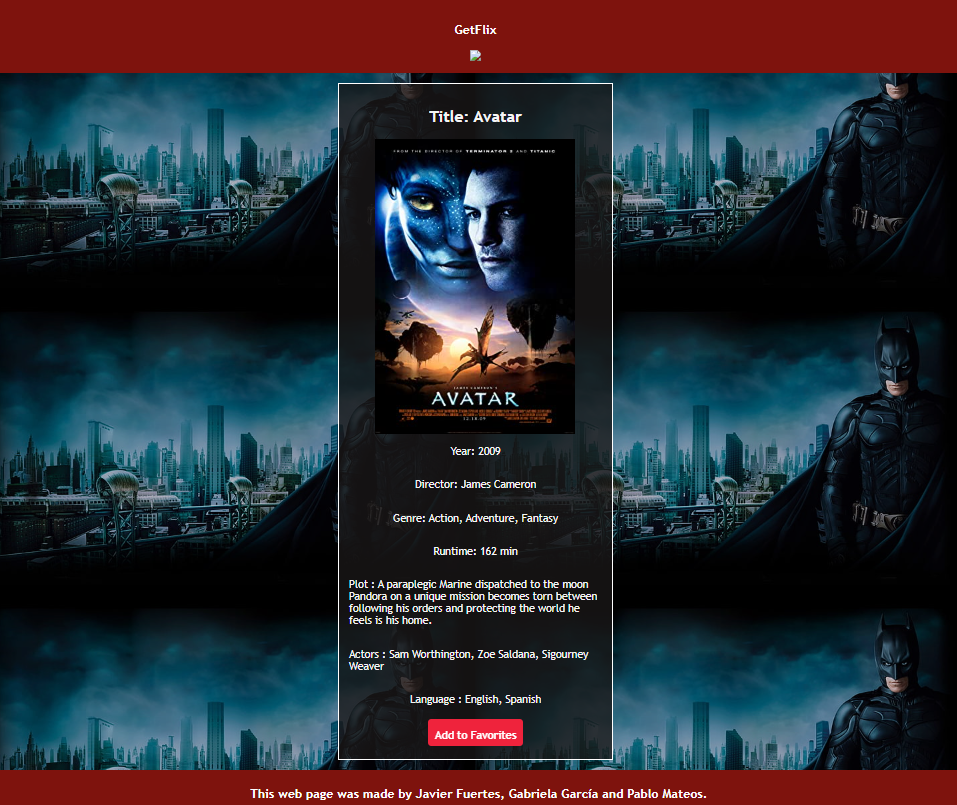 GetFlix
Title: Avatar
FROM THE DIRECTOR OF TERMINATOR 2 AND TITANIC
JAMES CAMERON'S
AVATAR
Year: 2009
Director: James Cameron
Genre: Action, Adventure, Fantasy
Runtime: 162 min
Plot : A paraplegic Marine dispatched to the moon
Pandora on a unique mission becomes torn between
following his orders and protecting the world he
feels is his home.
Actors : Sam Worthington, Zoe Saldana, Sigourney
Weaver
Language : English, Spanish
Add to Favorites
This web page was made by Javier Fuertes, Gabriela García and Pablo Mateos.